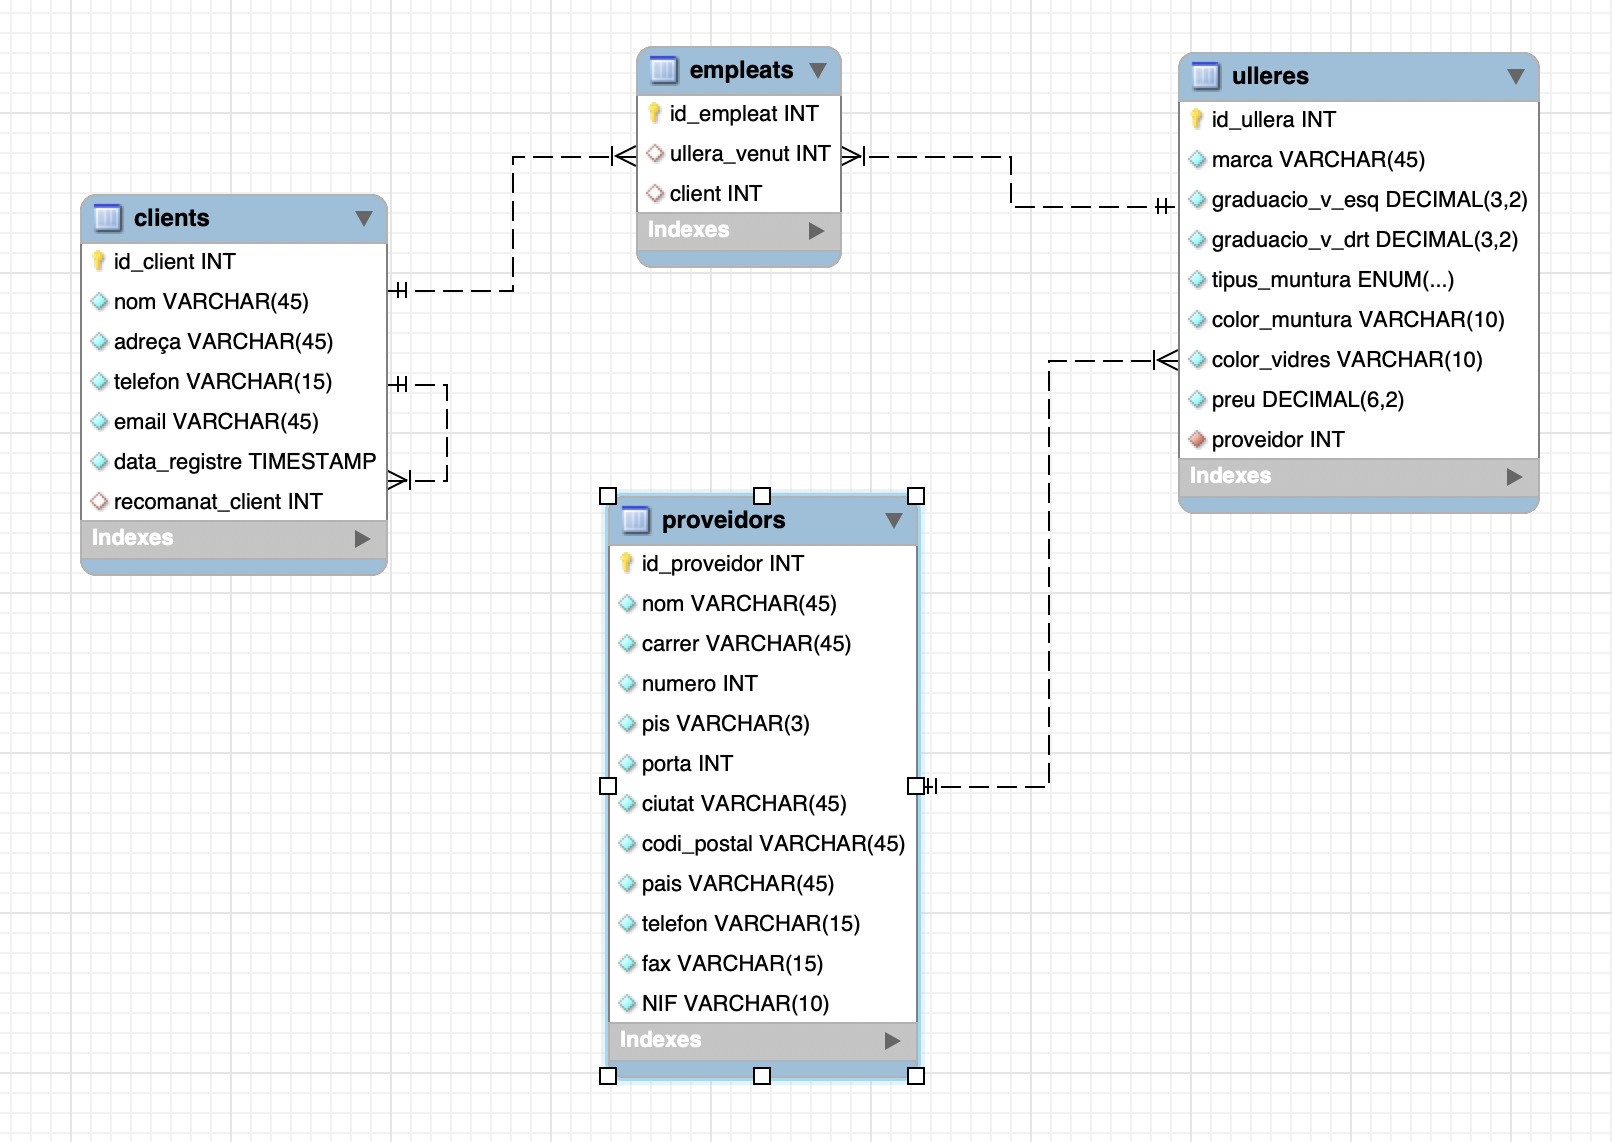 clients
id_client INT
nom VARCHAR(45)
adreça VARCHAR(45)
telefon VARCHAR(15)
email VARCHAR(45)
data_registre TIMESTAMP
recomanat_client INT
Indexes
empleats
id_empleat INT
ullera_venut INT
client INT
Indexes
ulleres
id_ullera INT
marca VARCHAR(45)
graduacio_v_esq DECIMAL(3,2)
graduacio_v_drt DECIMAL(3,2)
tipus_muntura ENUM(...)
color_muntura VARCHAR(10)
color_vidres VARCHAR(10)
preu DECIMAL(6,2)
proveidor INT
Indexes
proveidors
id_proveidor INT
nom VARCHAR(45)
carrer VARCHAR(45)
numero INT
pis VARCHAR(3)
porta INT
ciutat VARCHAR(45)
codi_postal VARCHAR(45)
pais VARCHAR(45)
telefon VARCHAR(15)
fax VARCHAR(15)
NIF VARCHAR(10)
Indexes